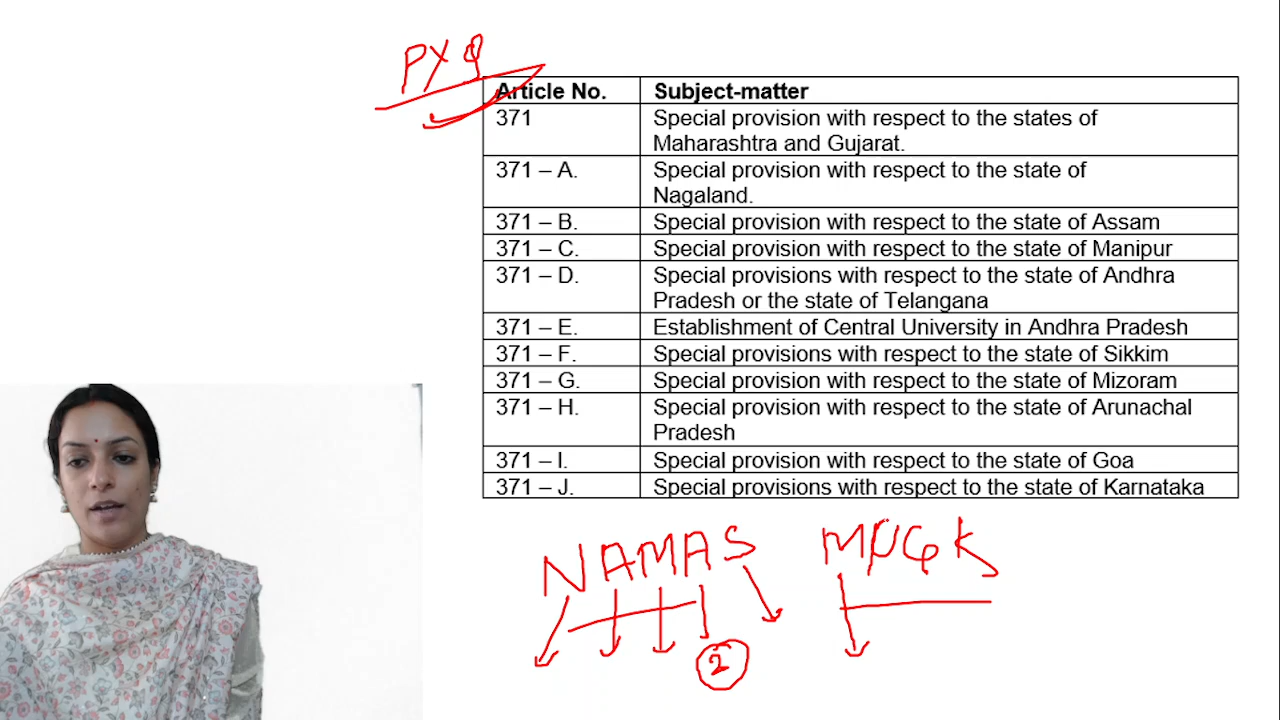 PYQ
Article No. Subject-matter
371 Special provision with respect to the states of
Maharashtra and Gujarat.
371 – A. Special provision with respect to the state of
Nagaland.
371 – B. Special provision with respect to the state of Assam
371 – C. Special provision with respect to the state of Manipur
371 – D. Special provisions with respect to the state of Andhra
Pradesh or the state of Telangana
371 – E. Establishment of Central University in Andhra Pradesh
371 – F. Special provisions with respect to the state of Sikkim
371 – G. Special provision with respect to the state of Mizoram
371 – H. Special provision with respect to the state of Arunachal
Pradesh
371 – I. Special provision with respect to the state of Goa
371 – J. Special provisions with respect to the state of Karnataka
NAMAS
2